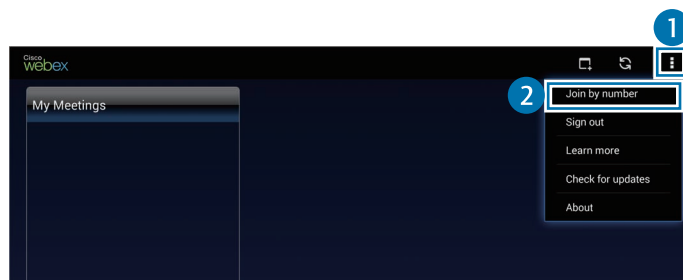 1
Cisco
webex
2
Join by number
My Meetings
Sign out
Learn more
Check for updates
About